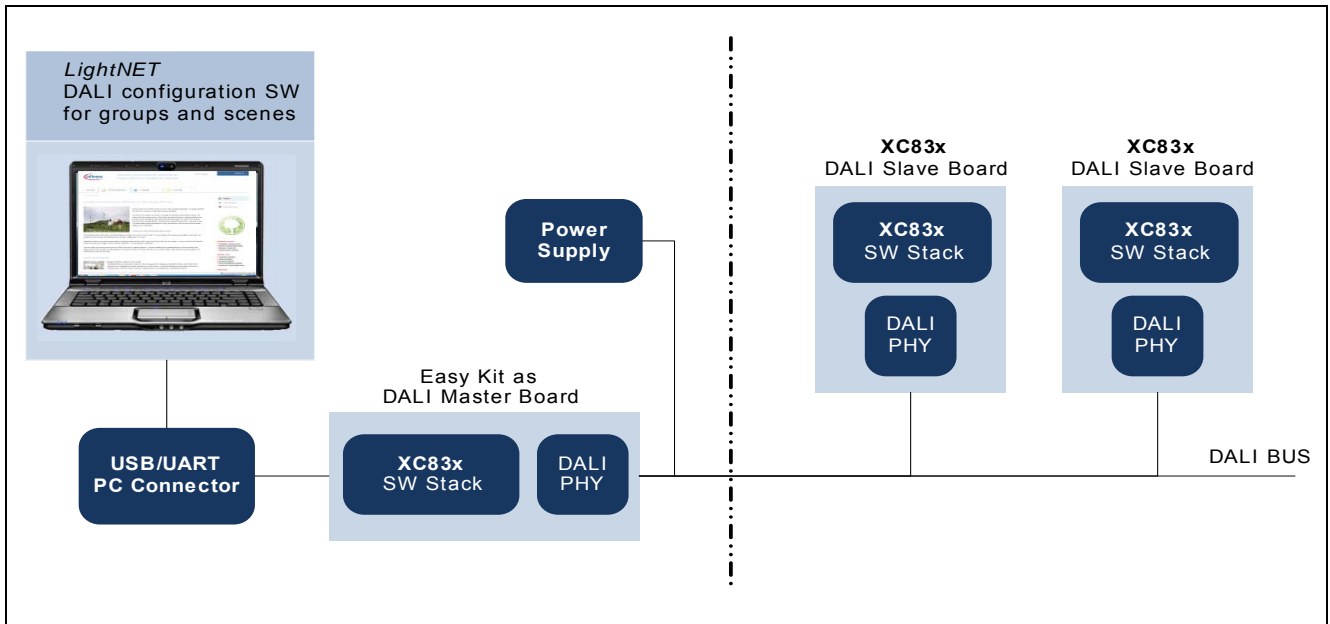 LightNET
DALI configuration SW
for groups and scenes
Power
Supply
XC83x
DALI Slave Board
XC83x
SW Stack
DALI
PHY
XC83x
DALI Slave Board
XC83x
SW Stack
DALI
PHY
Easy Kit as
DALI Master Board
USB/UART
PC Connector
XC83x
SW Stack
DALI
PHY
DALI BUS